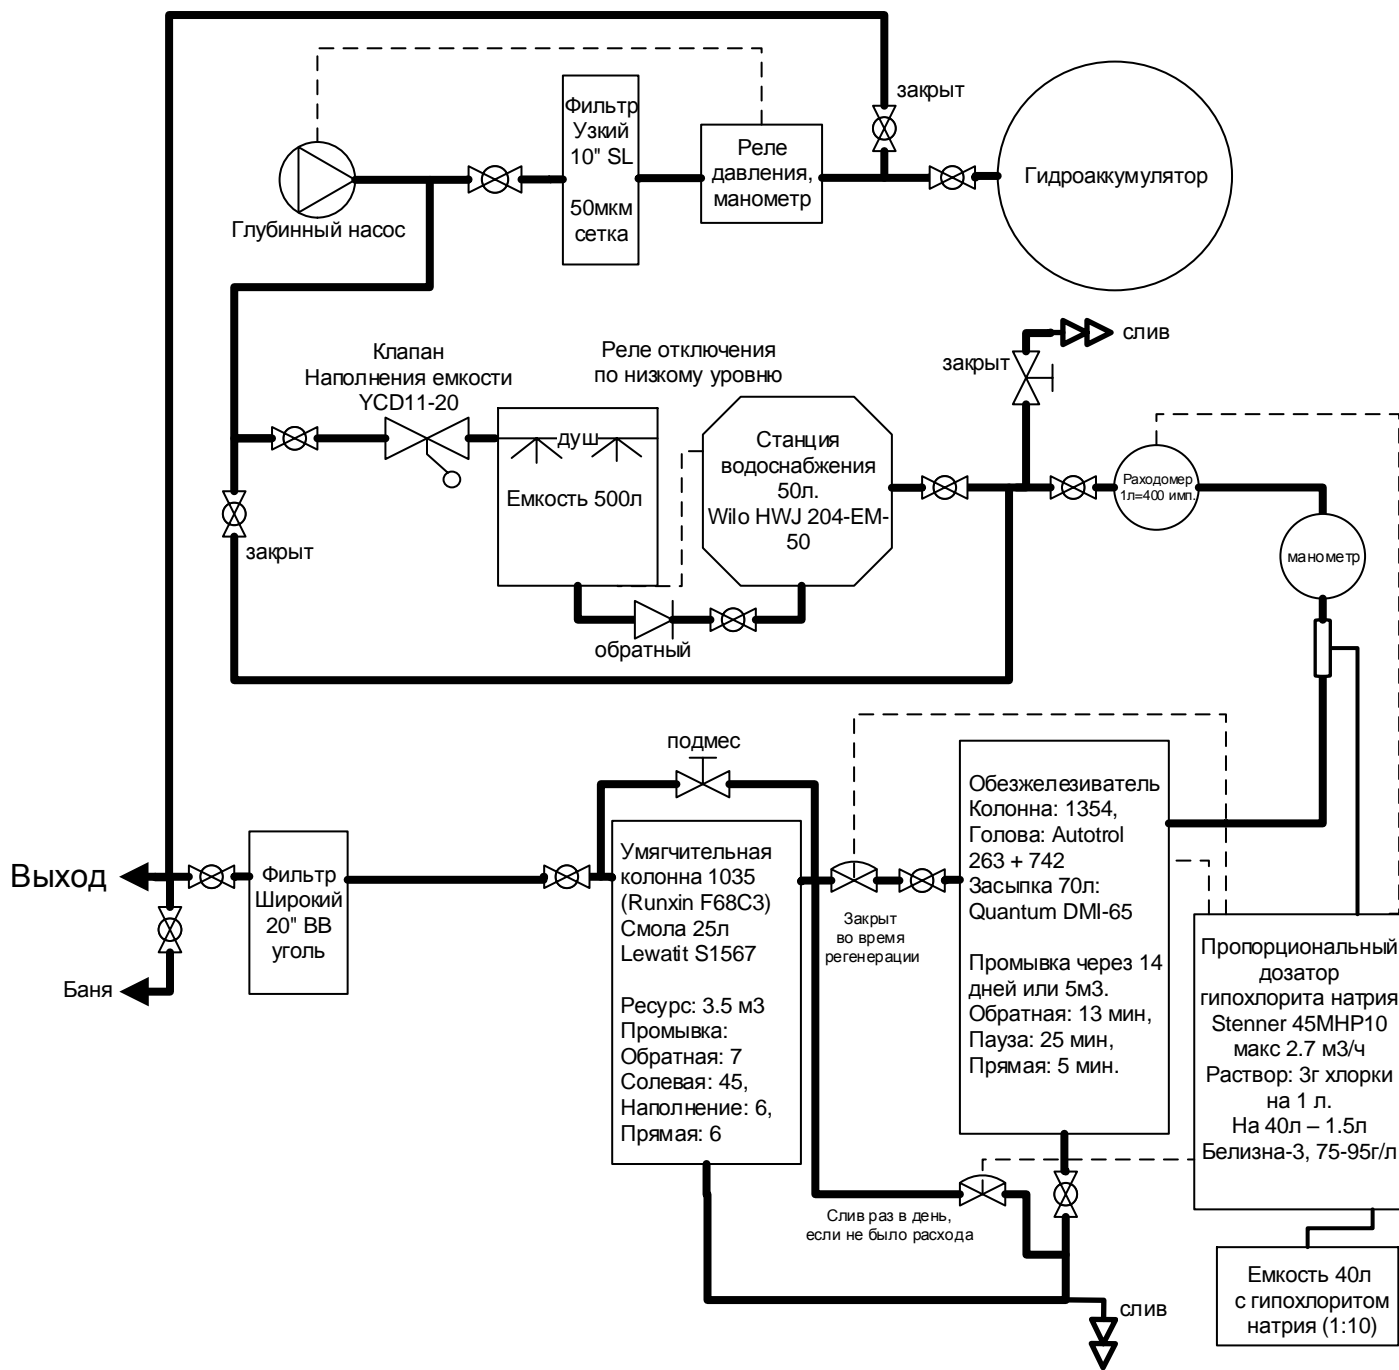 закрыт
Фильтр
Узкий
10" SL
50мкм
сетка
Реле
давления,
манометр
Гидроаккумулятор
Глубинный насос
слив
закрыт
Клапан
Наполнения емкости
YCD11-20
Реле отключения
по низкому уровню
душ
Емкость 500л
Станция
водоснабжения
50л.
Wilo HWJ 204-EM-
50
Раходомер
1л=400 имп.
манометр
закрыт
обратный
подмес
Обезжелезиватель
Колонна: 1354,
Голова: Autotrol
263 + 742
Засыпка 70л:
Quantum DMI-65
Промывка через 14
дней или 5м3.
Обратная: 13 мин,
Пауза: 25 мин,
Прямая: 5 мин.
Умягчительная
колонна 1035
(Runxin F68C3)
Смола 25л
Lewatit S1567
Ресурс: 3.5 м3
Промывка:
Обратная: 7
Солевая: 45,
Наполнение: 6,
Прямая: 6
Закрыт
во время
регенерации
Выход
Фильтр
Широкий
20" BB
уголь
Баня
Пропорциональный
дозатор
гипохлорита натрия
Stenner 45MHP10
макс 2.7 м3/ч
Раствор: 3г хлорки
на 1 л.
На 40л – 1.5л
Белизна-3, 75-95г/л
Слив раз в день,
если не было расхода
слив
Емкость 40л
с гипохлоритом
натрия (1:10)